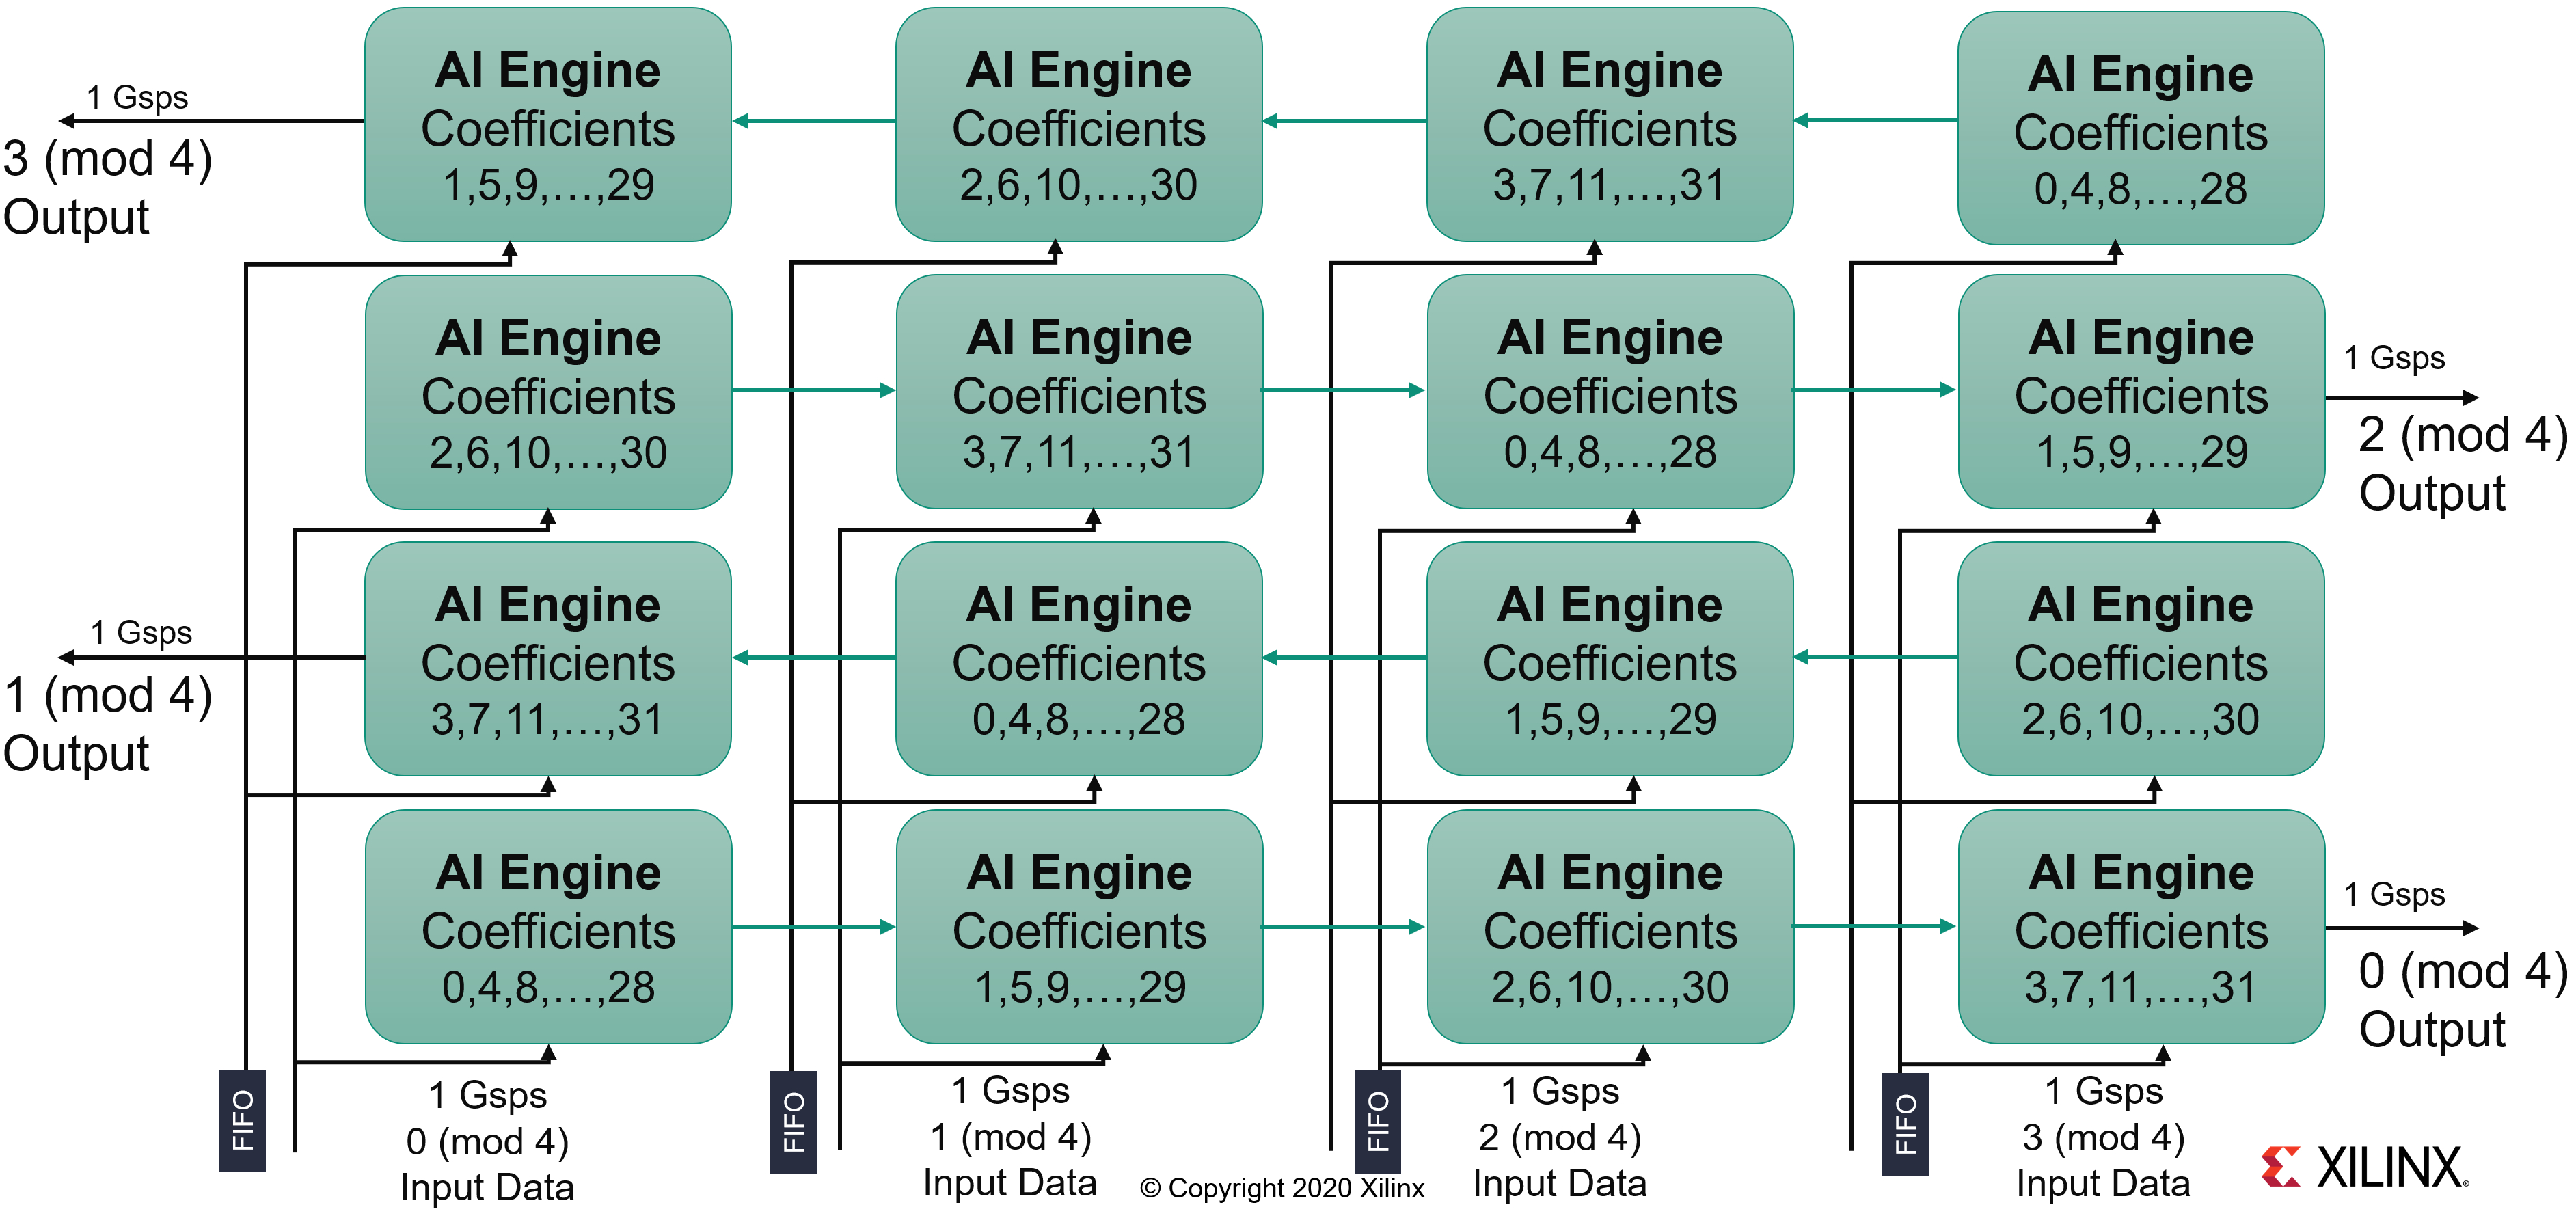 1 Gsps
3 (mod 4)
Output
AI Engine
Coefficients
1,5,9,…,29
AI Engine
Coefficients
2,6,10,…,30
AI Engine
Coefficients
3,7,11,…,31
AI Engine
Coefficients
0,4,8,…,28
AI Engine
Coefficients
2,6,10,…,30
AI Engine
Coefficients
3,7,11,…,31
AI Engine
Coefficients
0,4,8,…,28
AI Engine
Coefficients
1,5,9,…,29
1 Gsps
2 (mod 4)
Output
1 Gsps
1 (mod 4)
Output
AI Engine
Coefficients
3,7,11,…,31
AI Engine
Coefficients
0,4,8,…,28
AI Engine
Coefficients
1,5,9,…,29
AI Engine
Coefficients
2,6,10,…,30
AI Engine
Coefficients
0,4,8,…,28
AI Engine
Coefficients
1,5,9,…,29
AI Engine
Coefficients
2,6,10,…,30
AI Engine
Coefficients
3,7,11,…,31
1 Gsps
0 (mod 4)
Output
FIFO
1 Gsps
0 (mod 4)
Input Data
FIFO
1 Gsps
1 (mod 4)
Input Data
FIFO
1 Gsps
2 (mod 4)
Input Data
FIFO
1 Gsps
3 (mod 4)
Input Data
© Copyright 2020 Xilinx
XILINX®